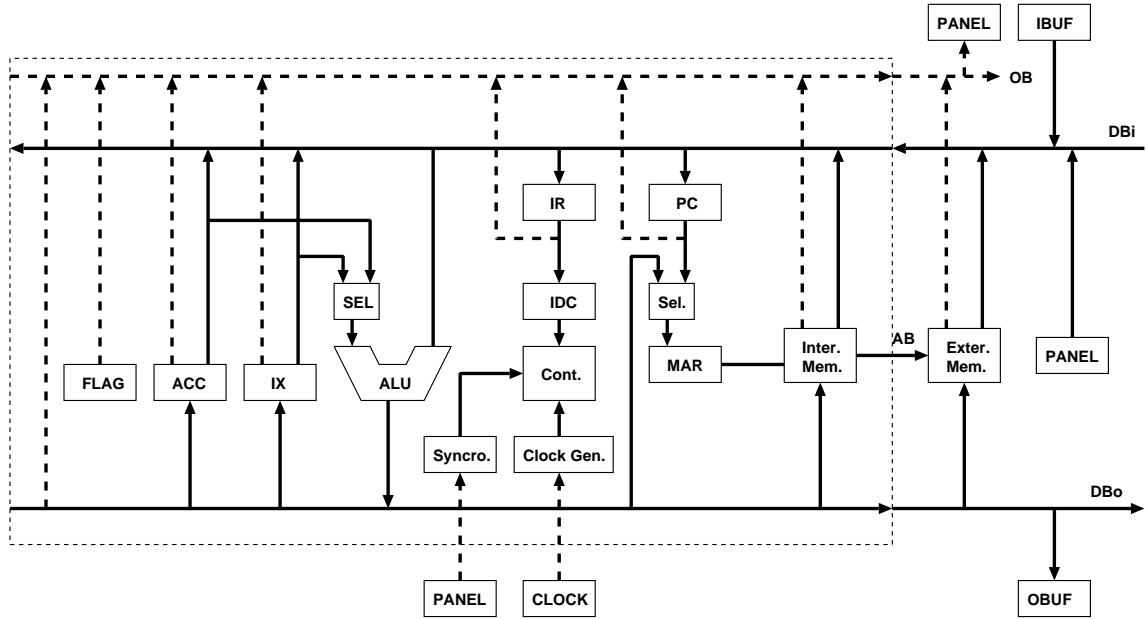 PANEL
IBUF
OB
DBi
IR
PC
SEL
IDC
Sel.
AB
FLAG
ACC
IX
ALU
Cont.
MAR
Inter.
Mem.
Exter.
Mem.
PANEL
Syncro.
Clock Gen.
DBo
PANEL
CLOCK
OBUF